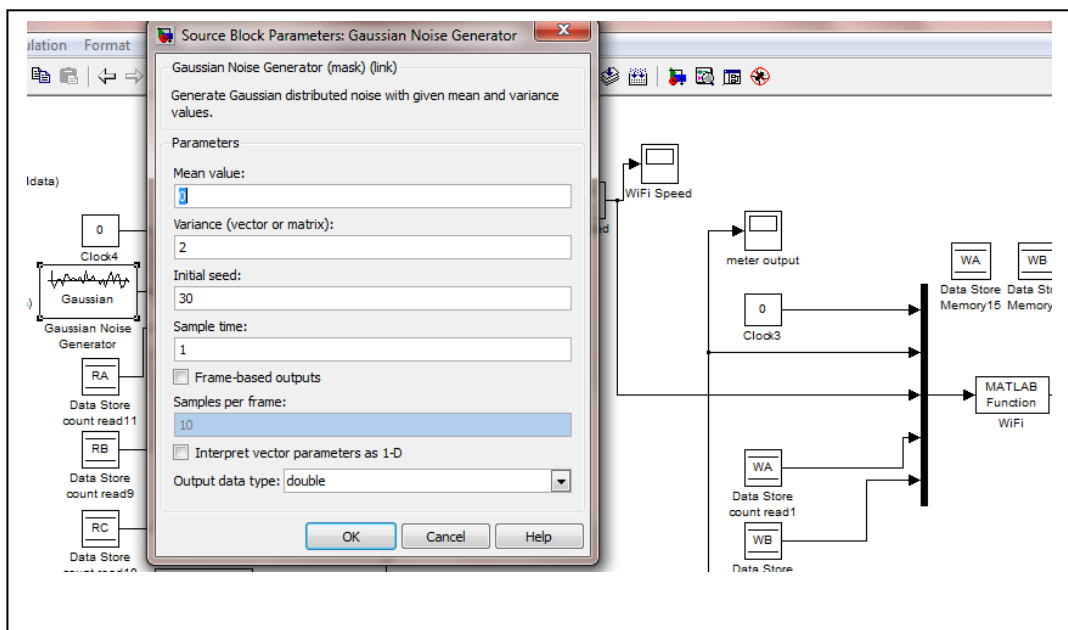 Source Block Parameters: Gaussian Noise Generator
ulation Format
Gaussian Noise Generator (mask) (link)
Generate Gaussian distributed noise with given mean and variance
values.
Parameters
Mean value:
0
Variance (vector or matrix):
2
Initial seed:
30
Sample time:
1
Frame-based outputs
Samples per frame:
10
Interpret vector parameters as 1-D
Output data type: double
OK Cancel Help
ldata)
0
Clock4
Gaussian
Gaussian Noise
Generator
RA
Data Store
count read11
RB
Data Store
count read9
RC
Data Store
WiFi Speed
ed
meter output
WA
Data Store
Memory15
WB
Data Sto
Memory
0
Clock3
MATLAB
Function
WiFi
WA
Data Store
count read1
WB
Data Store